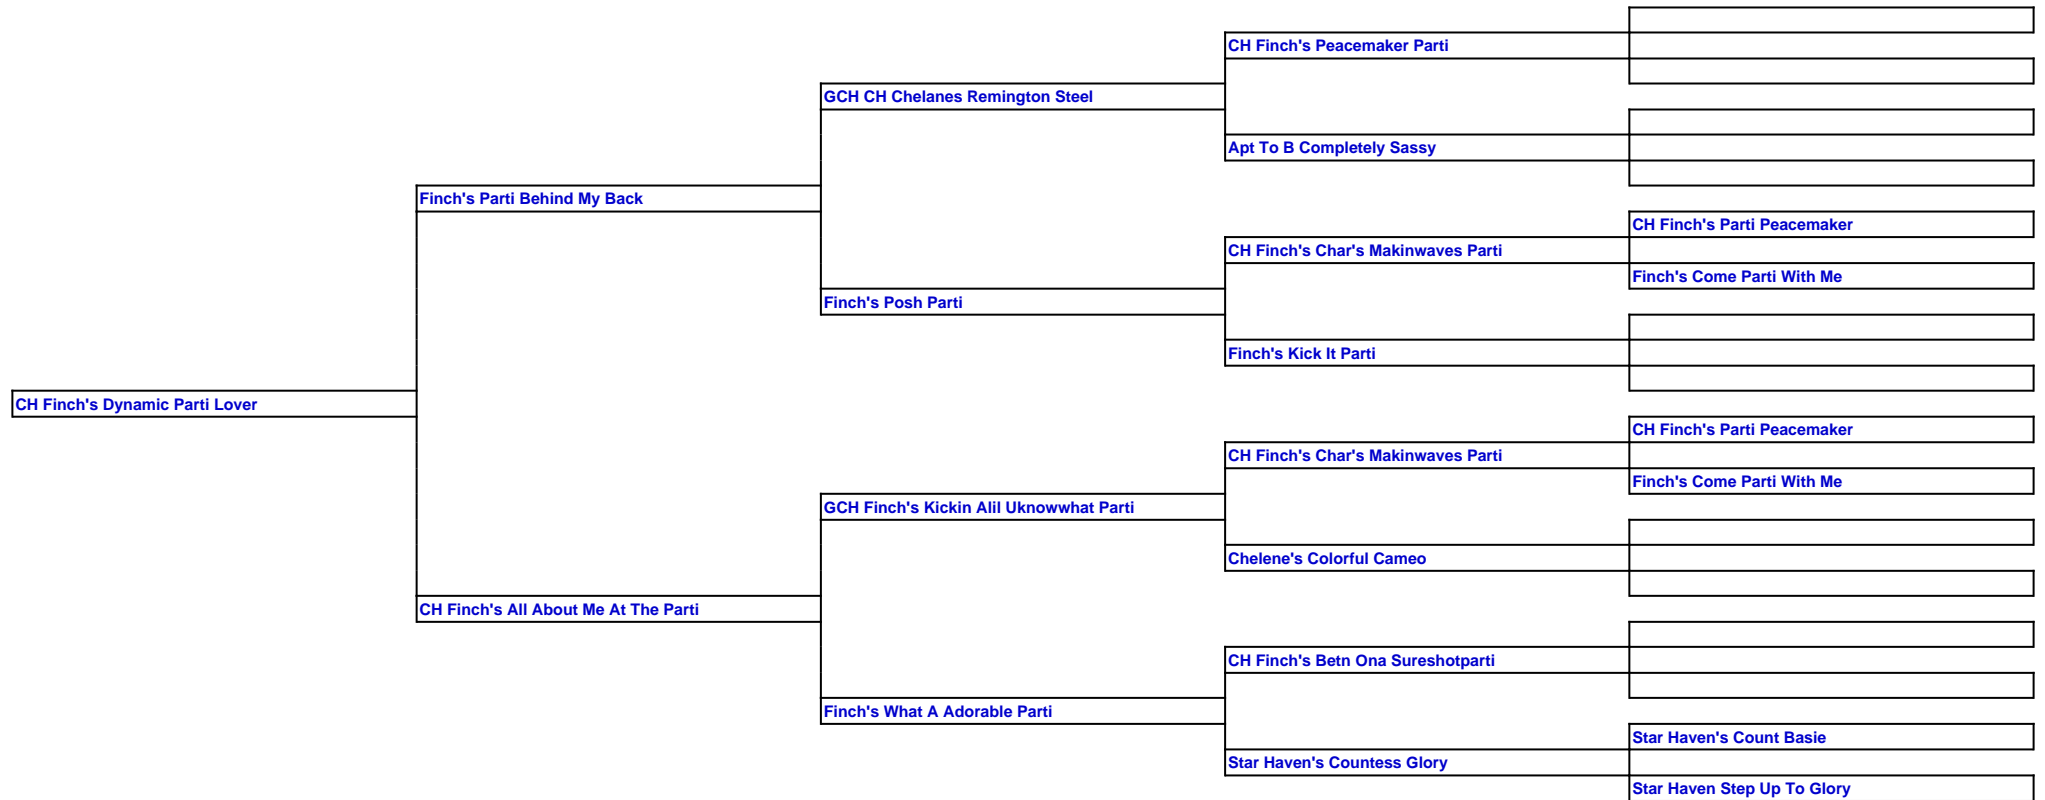 CH Finch's Peacemaker Parti
GCH CH Chelanes Remington Steel
Apt To B Completely Sassy
Finch's Parti Behind My Back
CH Finch's Parti Peacemaker
CH Finch's Char's Makinwaves Parti
Finch's Come Parti With Me
Finch's Posh Parti
Finch's Kick It Parti
CH Finch's Dynamic Parti Lover
CH Finch's Parti Peacemaker
CH Finch's Char's Makinwaves Parti
Finch's Come Parti With Me
GCH Finch's Kickin Alil Uknowwhat Parti
Chelene's Colorful Cameo
CH Finch's All About Me At The Parti
CH Finch's Betn Ona Sureshotparti
Finch's What A Adorable Parti
Star Haven's Count Basie
Star Haven's Countess Glory
Star Haven Step Up To Glory